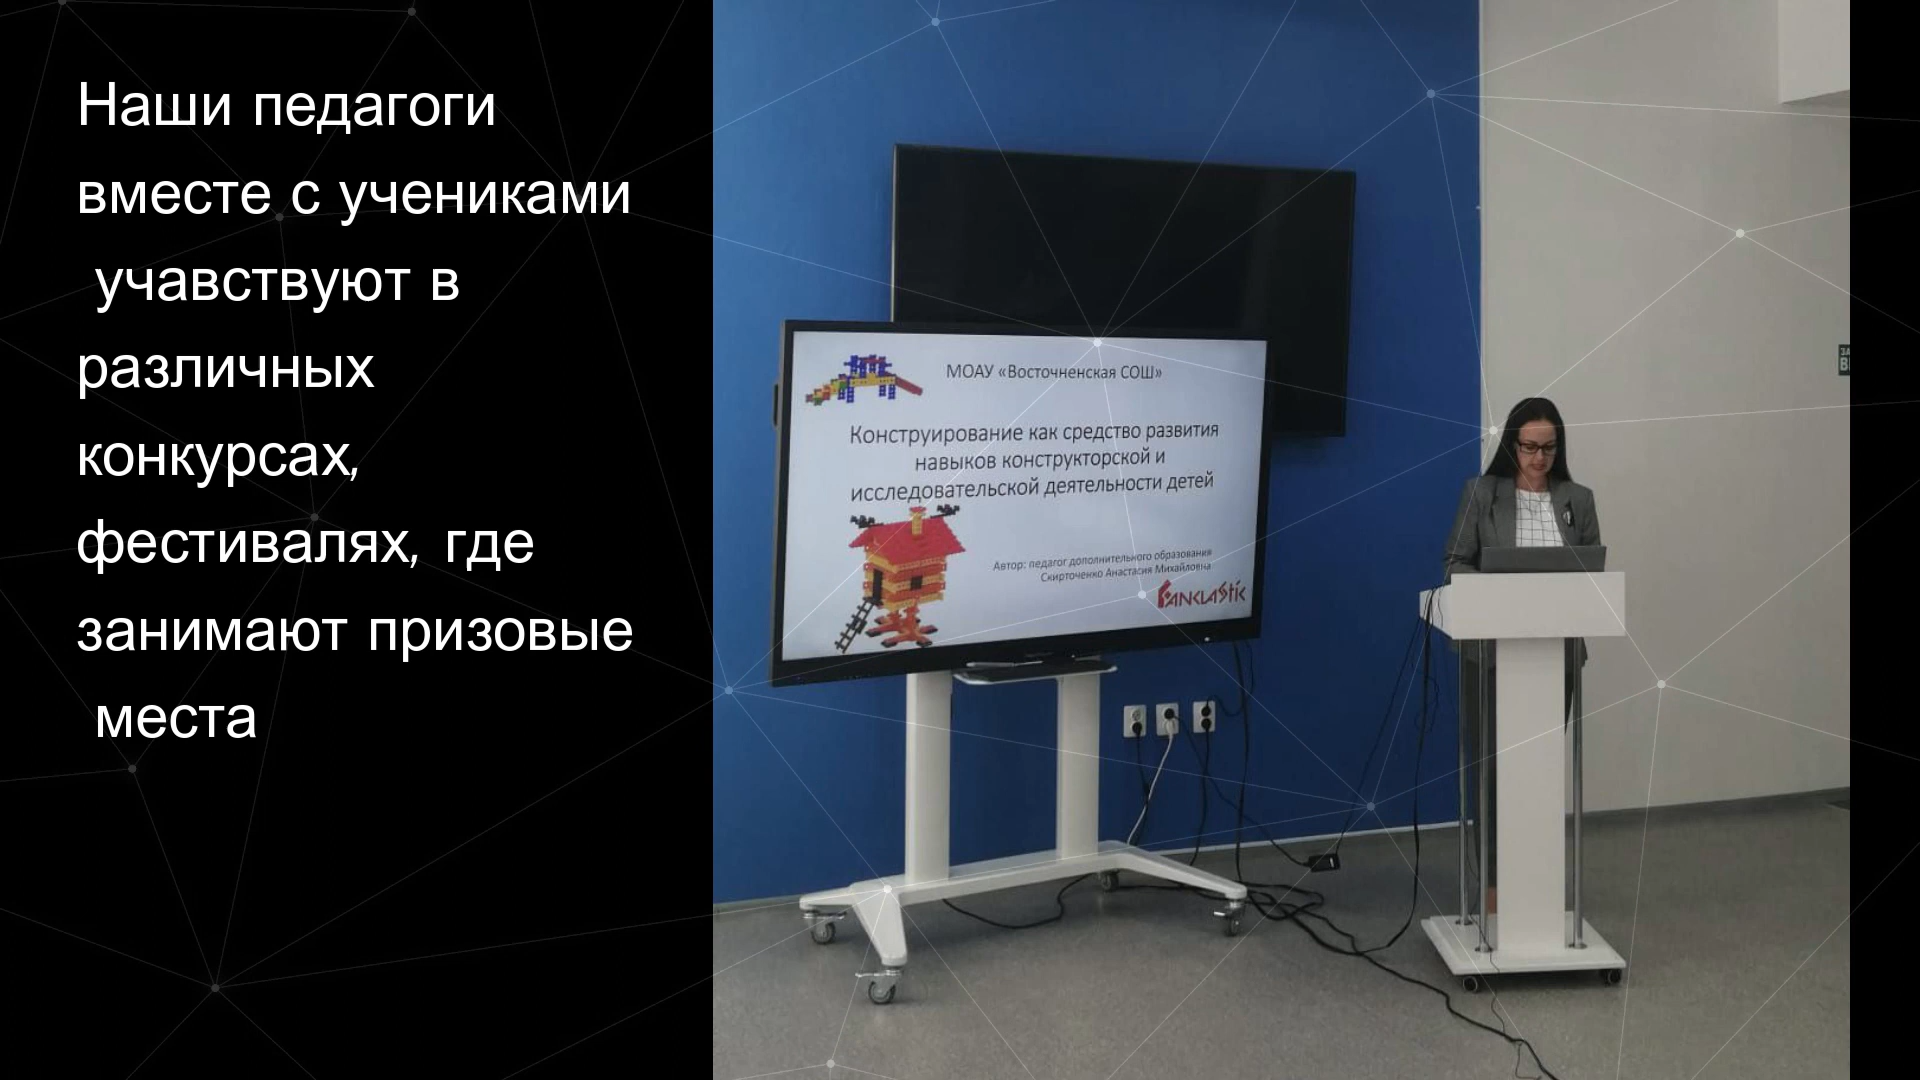 Наши педагоги
вместе с учениками
учавствуют в
различных
конкурсах,
фестивалях, где
занимают призовые
места
МОАУ «Восточненская СОШ»
Конструирование как средство развития
навыков конструкторской и
исследовательской деятельности детей
Автор: педагог дополнительного образования
Скирточенко Анастасия Михайловна
Fanclastic